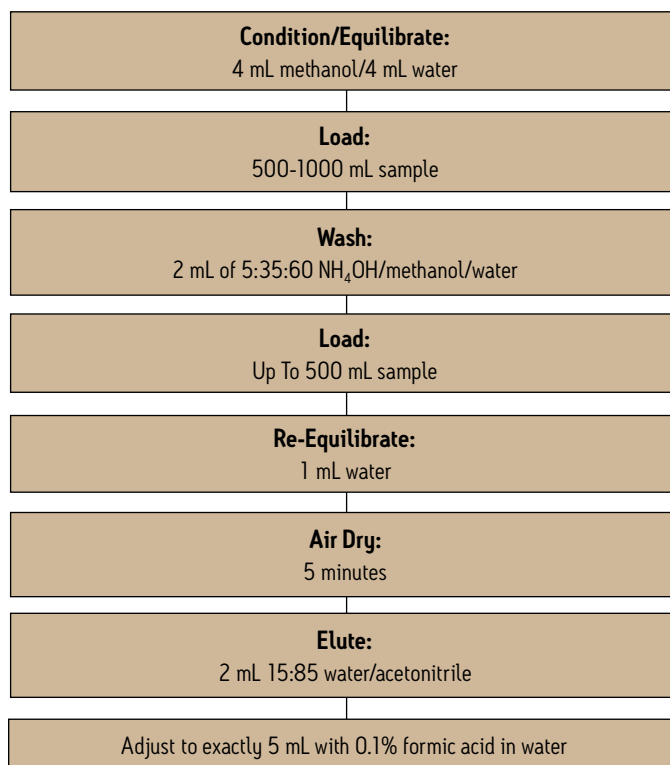 Condition/Equilibrate:
4 mL methanol/4 mL water
Load:
500-1000 mL sample
Wash:
2 mL of 5:35:60 NH₄OH/methanol/water
Load:
Up To 500 mL sample
Re-Equilibrate:
1 mL water
Air Dry:
5 minutes
Elute:
2 mL 15:85 water/acetonitrile
Adjust to exactly 5 mL with 0.1% formic acid in water